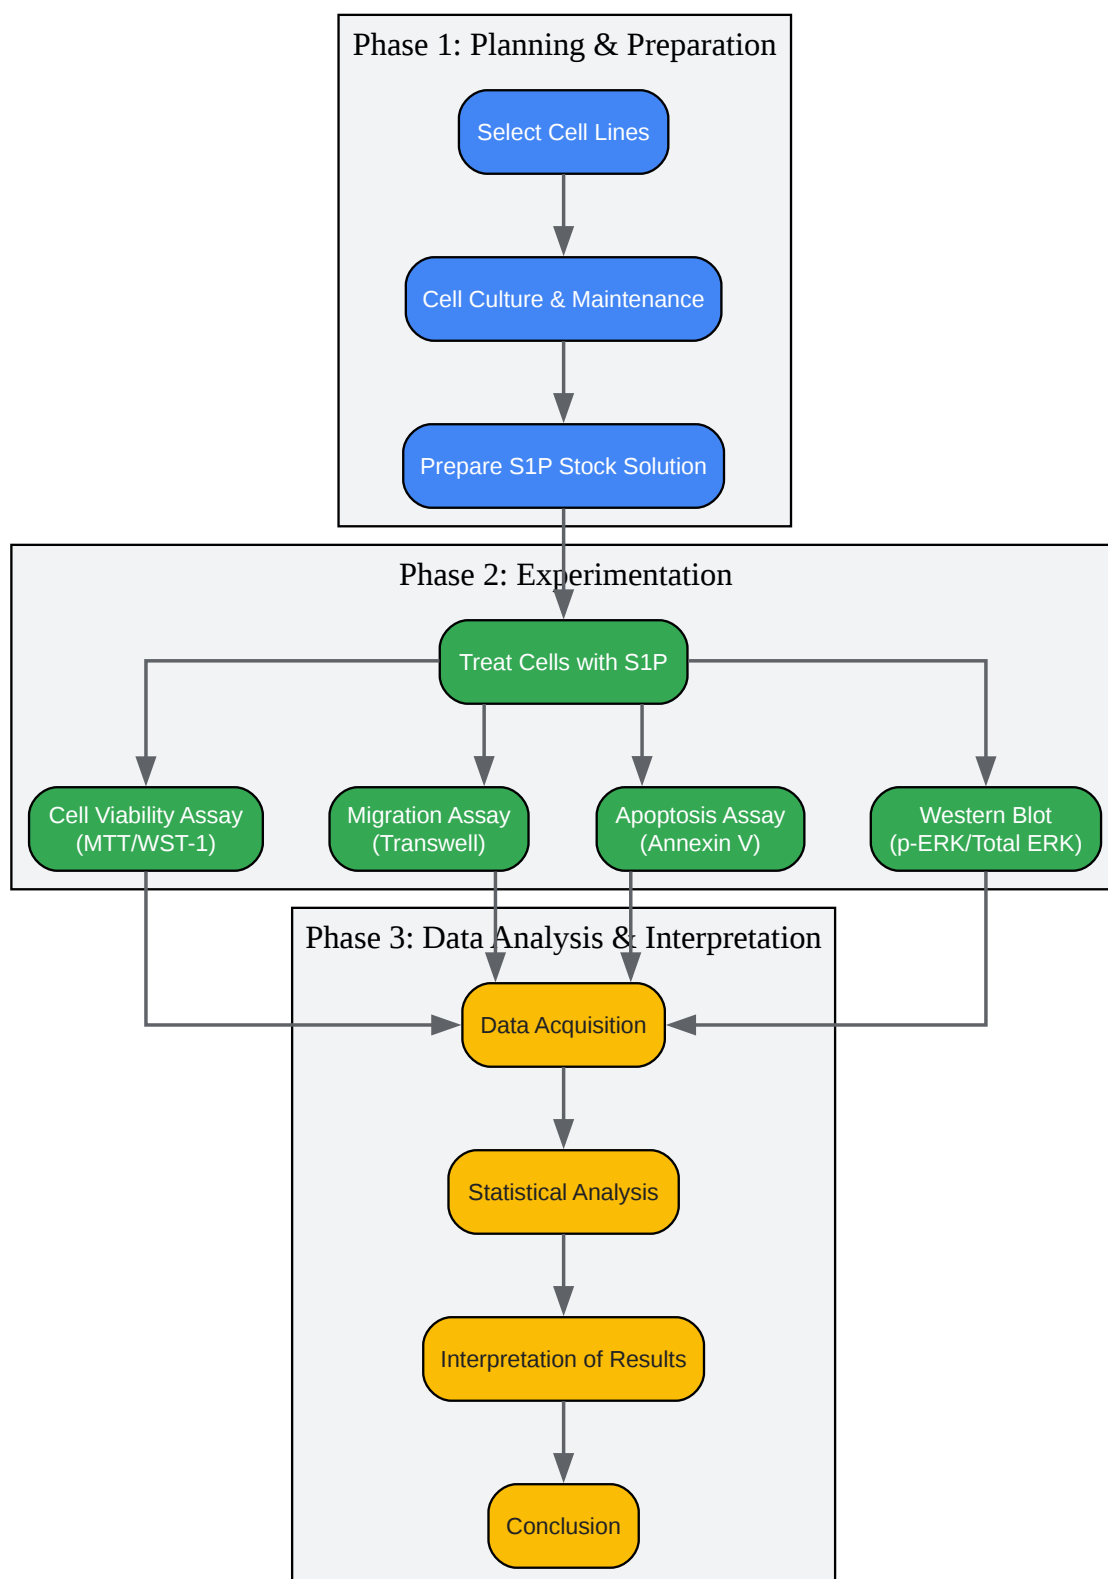 Phase 1: Planning & Preparation
Select Cell Lines
Cell Culture & Maintenance
Prepare S1P Stock Solution
Phase 2: Experimentation
Treat Cells with S1P
Cell Viability Assay
(MTT/WST-1)
Migration Assay
(Transwell)
Apoptosis Assay
(Annexin V)
Western Blot
(p-ERK/Total ERK)
Phase 3: Data Analysis & Interpretation
Data Acquisition
Statistical Analysis
Interpretation of Results
Conclusion